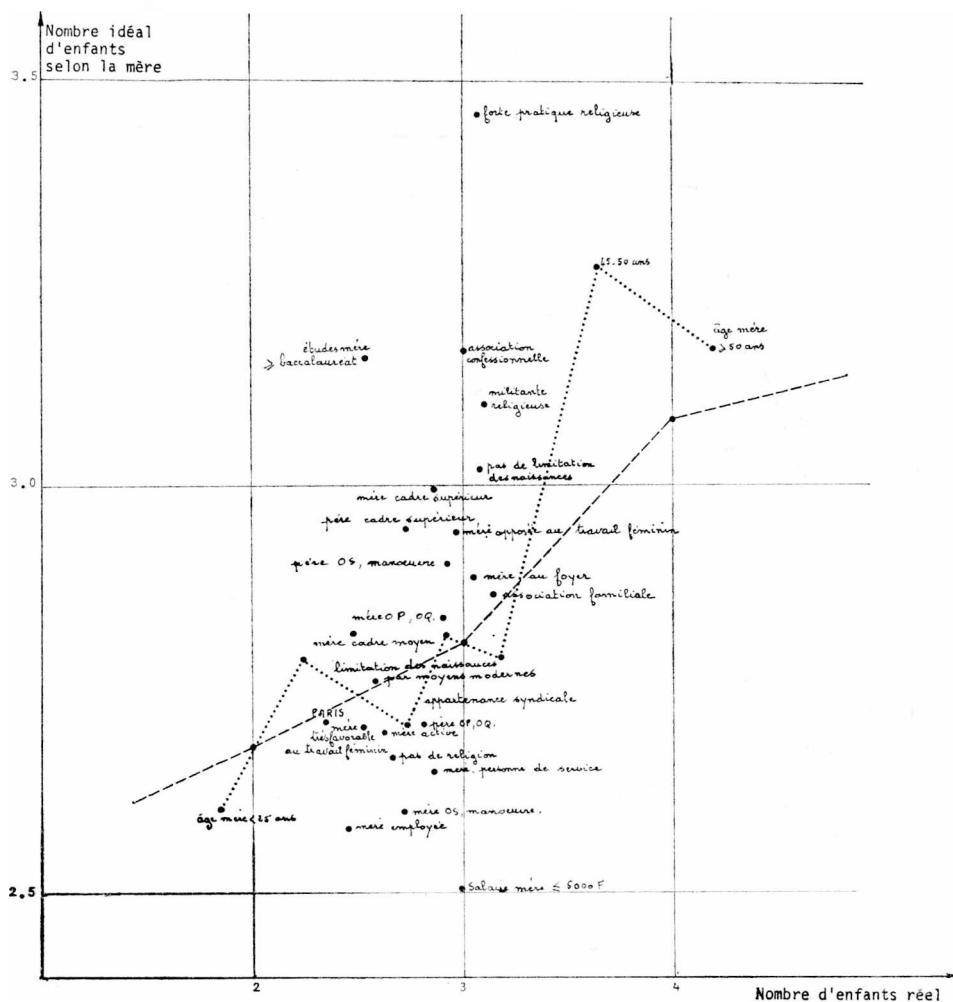 Nombre idéal
d'enfants
selon la mère
3.5
forte pratique religieuse
45.50 ans
âge mère
≥ 50 ans
études mère
≥ baccalauréat
association
confessionnelle
militante
religieuse
pas de limitation
des naissances
3.0
mère cadre supérieur
père cadre supérieur
mère opposée au travail féminin
père OS, manoeuvre
mère au foyer
association familiale
mère OP, OQ.
mère cadre moyen
limitation des naissances
par moyens modernes
appartenance syndicale
PARIS
mère
très favorable
au travail féminin
père OP, OQ.
mère active
pas de religion
mère personne de service
âge mère < 25 ans
mère OS, manoeuvre.
mère employée
2.5
Salaire mère ≤ 5000 F
2
3
4
Nombre d'enfants réel